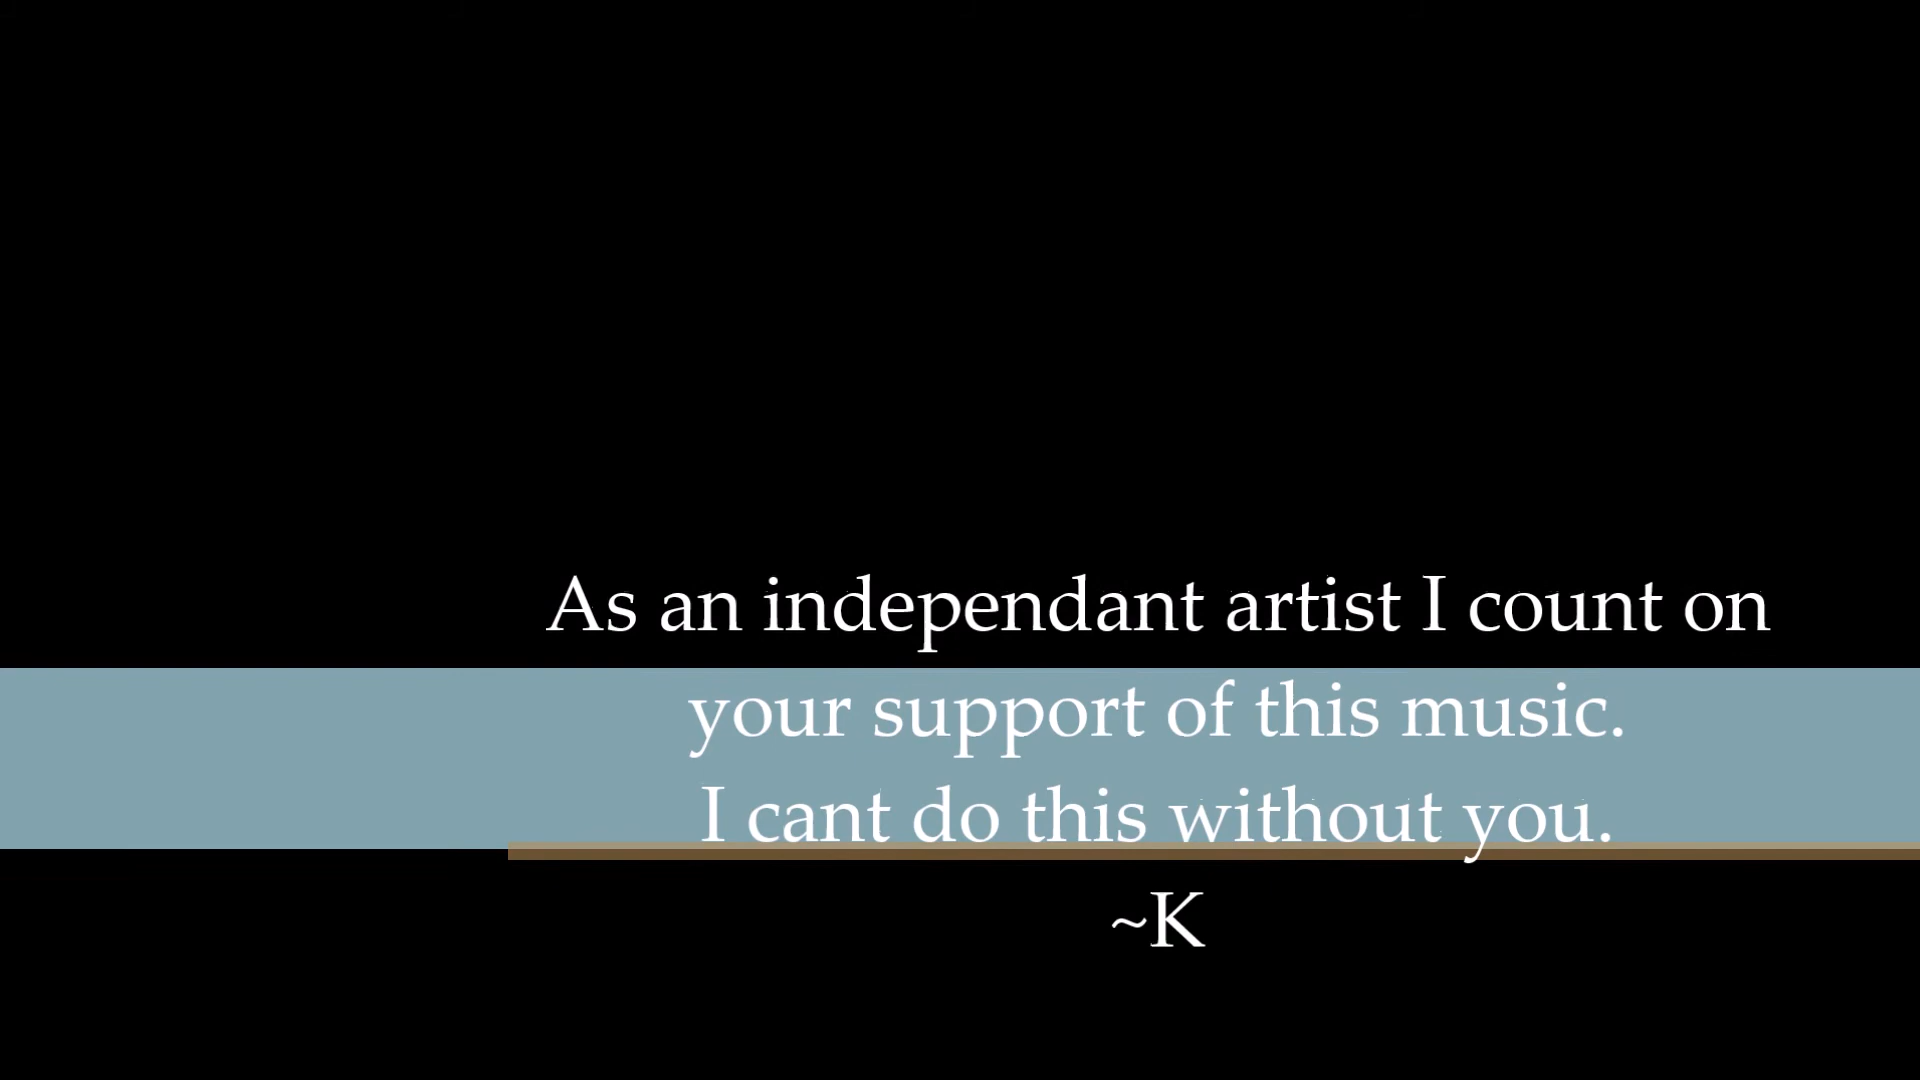 As an independant artist I count on
your support of this music.
I cant do this without you.
~K